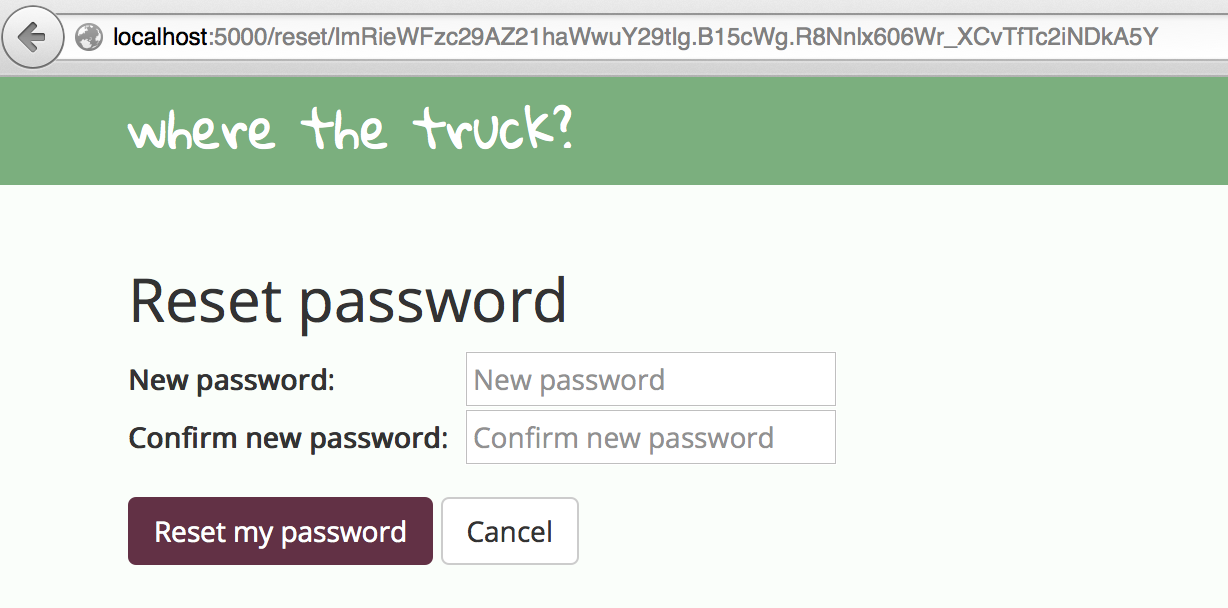 localhost:5000/reset/ImRieWFzc29AZ21haWwuY29tIg.B15cWg.R8Nnlx606Wr_XCvTfTc2iNDkA5Y
where the truck?
Reset password
New password: New password
Confirm new password: Confirm new password
Reset my password Cancel